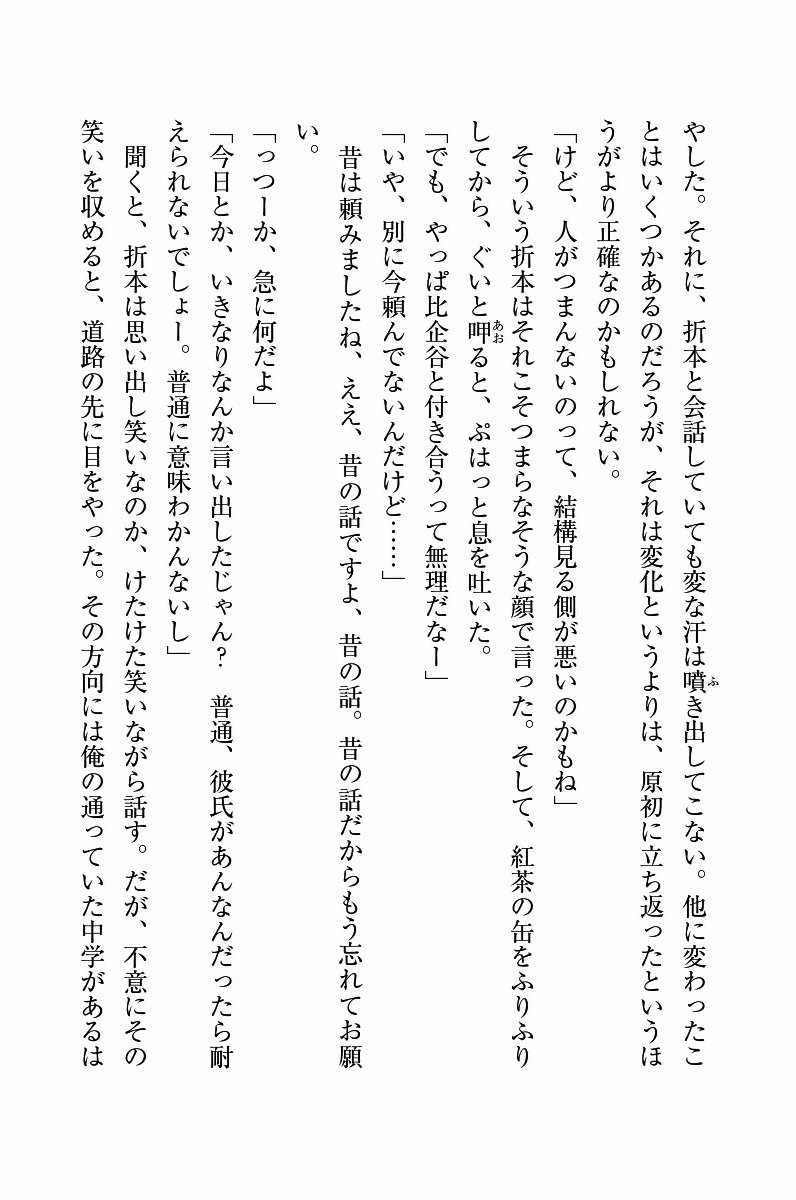 やした。それに、折本と会話していても変な汗は噴き出してこない。他に変わったこ
とはいくつかあるのだろうが、それは変化というよりは、原初に立ち返ったというほ
うがより正確なのかもしれない。
「けど、人がつまんないのって、結構見る側が悪いのかもね」
　そういう折本はそれこそつまらなそうな顔で言った。そして、紅茶の缶をふりふり
してから、ぐいと呷ると、ぷはっと息を吐いた。
「でも、やっぱ比企谷と付き合うって無理だなー」
「いや、別に今頼んでないんだけど……」
　昔は頼みましたね、ええ、昔の話ですよ、昔の話。昔の話だからもう忘れてお願
い。
「っつーか、急に何だよ」
「今日とか、いきなりなんか言い出したじゃん？　普通、彼氏があんなんだったら耐
えられないでしょー。普通に意味わかんないし」
　聞くと、折本は思い出し笑いなのか、けたけた笑いながら話す。だが、不意にその
笑いを収めると、道路の先に目をやった。その方向には俺の通っていた中学があるは